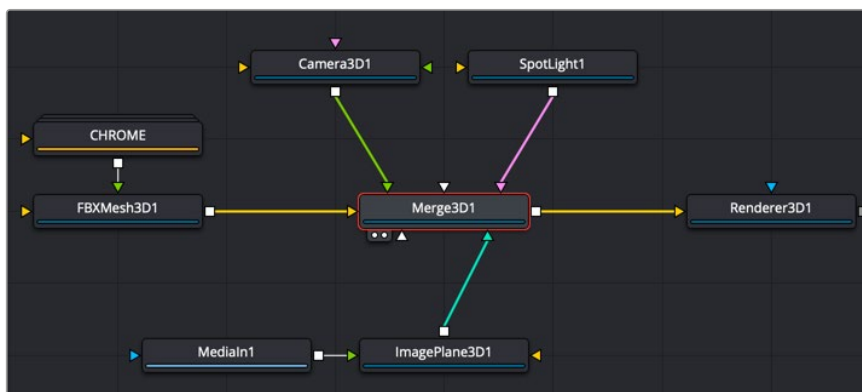 Camera3D1
SpotLight1
CHROME
FBXMesh3D1
Merge3D1
Renderer3D1
MediaIn1
ImagePlane3D1